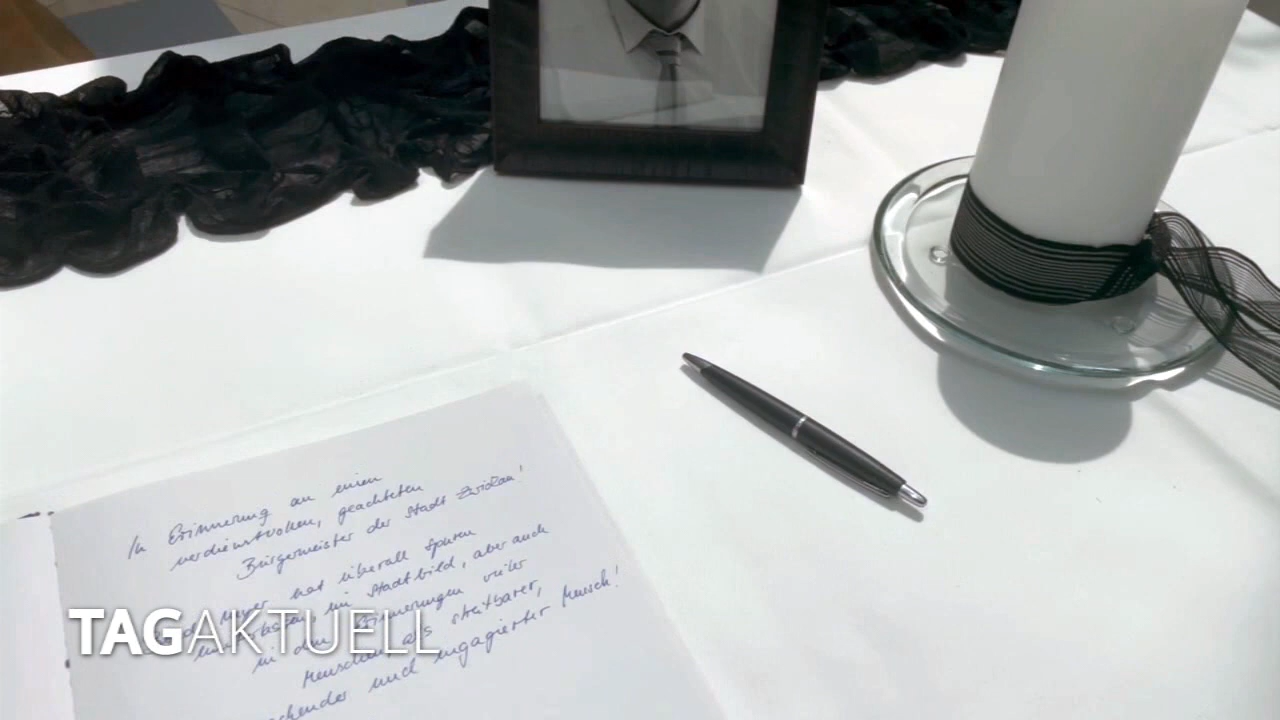 In Erinnerung an einen
verdienstvollen, geachteten
Bürgermeister der Stadt Zwickau!
hat überall Spuren
im Stadtbild, aber auch
in den Erinnerungen vieler
Menschen, als streitbarer,
und engagierter Mensch!
TAGAKTUELL